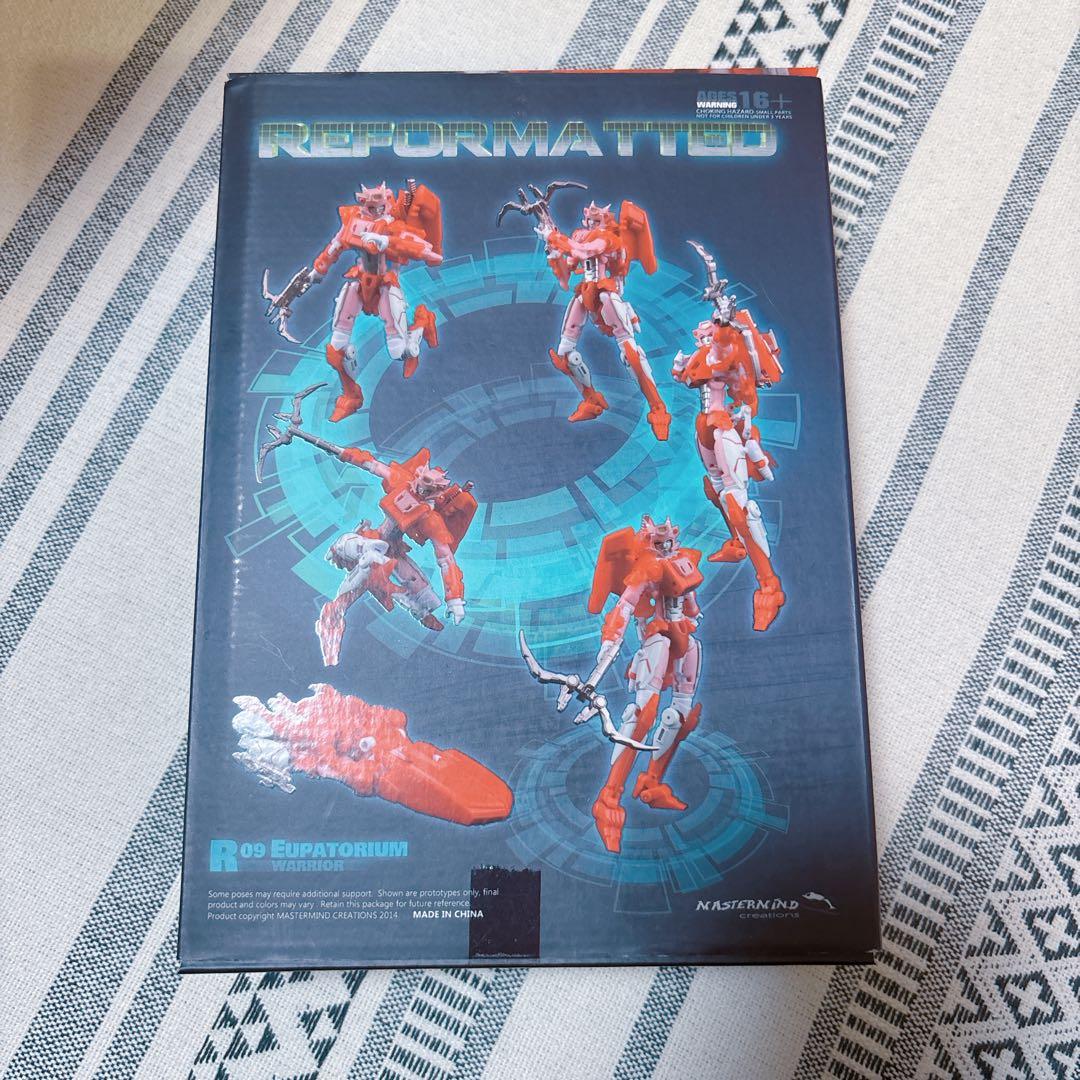 AGES 16+
WARNING
CHOKING HAZARD-SMALL PARTS
NOT FOR CHILDREN UNDER 3 YEARS
REFORMATTED
R 09 EUPATORIUM
WARRIOR
Some poses may require additional support. Shown are prototypes only, final
product and colors may vary. Retain this package for future reference.
Product copyright MASTERMIND CREATIONS 2014. MADE IN CHINA
MASTERMIND
creations